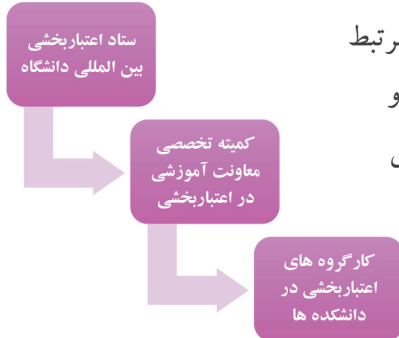 ستاد اعتباربخشی
بین المللی دانشگاه
کمیته تخصصی
معاونت آموزشی
در اعتباربخشی
کارگروه های
اعتباربخشی در
دانشکده ها
و